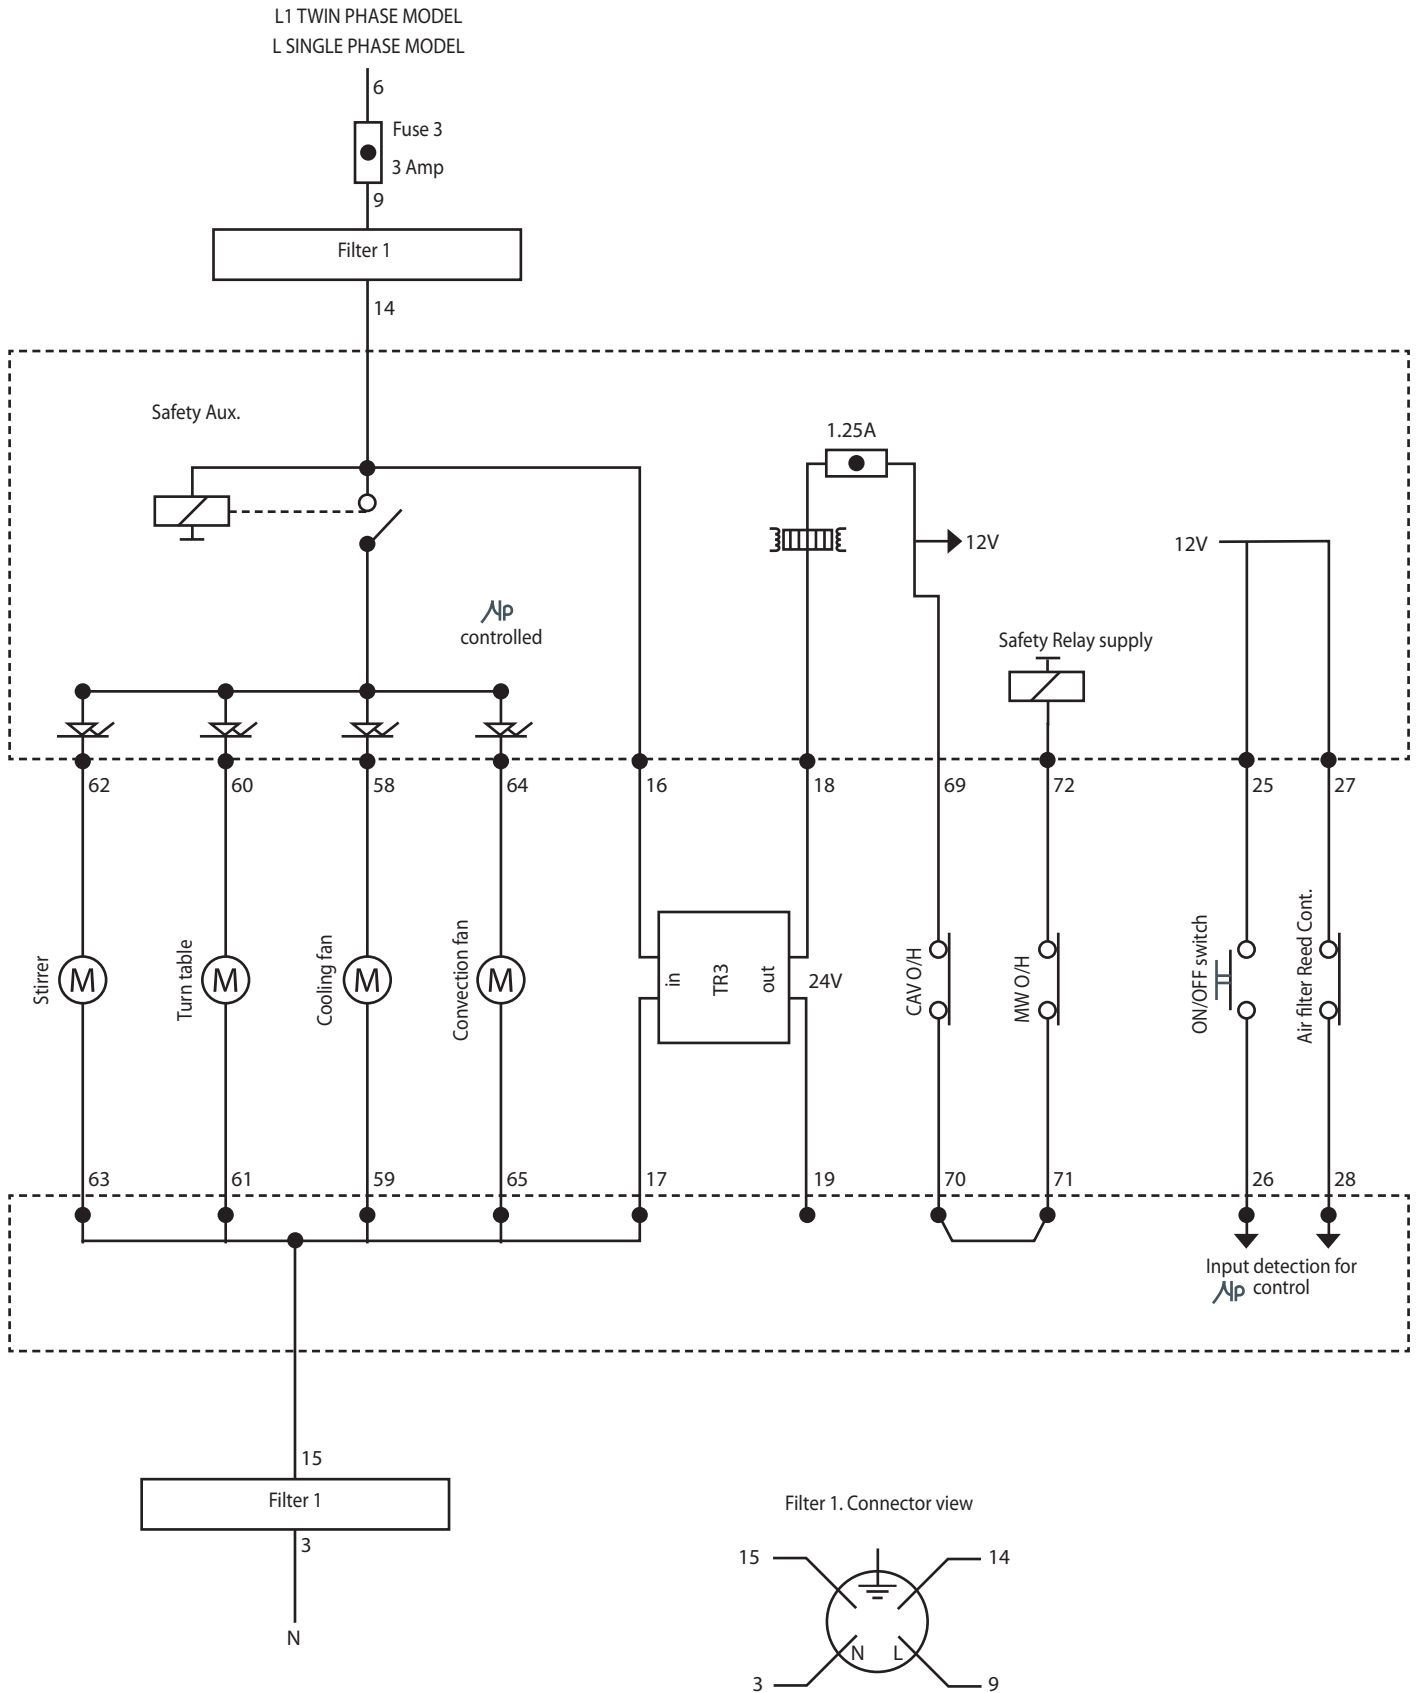 L1 TWIN PHASE MODEL
L SINGLE PHASE MODEL
6
Fuse 3
3 Amp
9
Filter 1
14
Safety Aux.
1.25A
12V
12V
controlled
Safety Relay supply
62
60
58
64
16
18
69
72
25
27
Stirrer
M
Turn table
M
Cooling fan
M
Convection fan
M
in
TR3
out
24V
CAV O/H
MW O/H
ON/OFF switch
Air filter Reed Cont.
63
61
59
65
17
19
70
71
26
28
Input detection for
control
15
Filter 1
3
N
Filter 1. Connector view
15
14
N
L
3
9